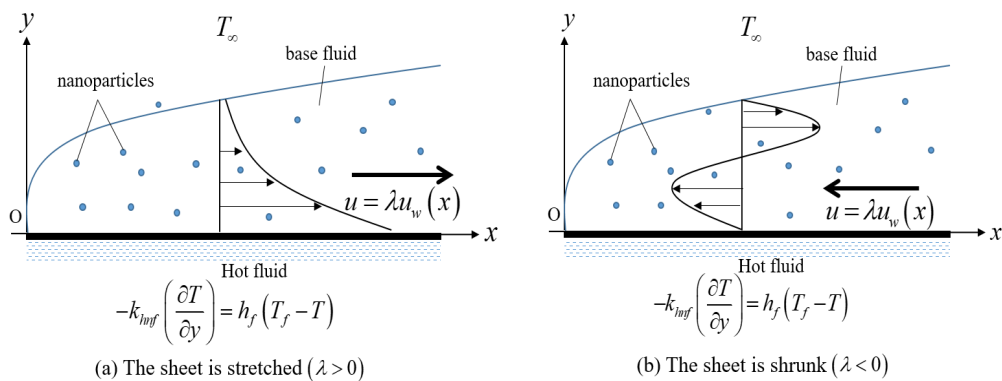 y
T∞
base fluid
nanoparticles
u = λu_w(x)
O
x
Hot fluid
−k_hnf (∂T/∂y) = h_f (T_f − T)
(a) The sheet is stretched (λ > 0)
y
T∞
base fluid
nanoparticles
u = λu_w(x)
O
x
Hot fluid
−k_hnf (∂T/∂y) = h_f (T_f − T)
(b) The sheet is shrunk (λ < 0)